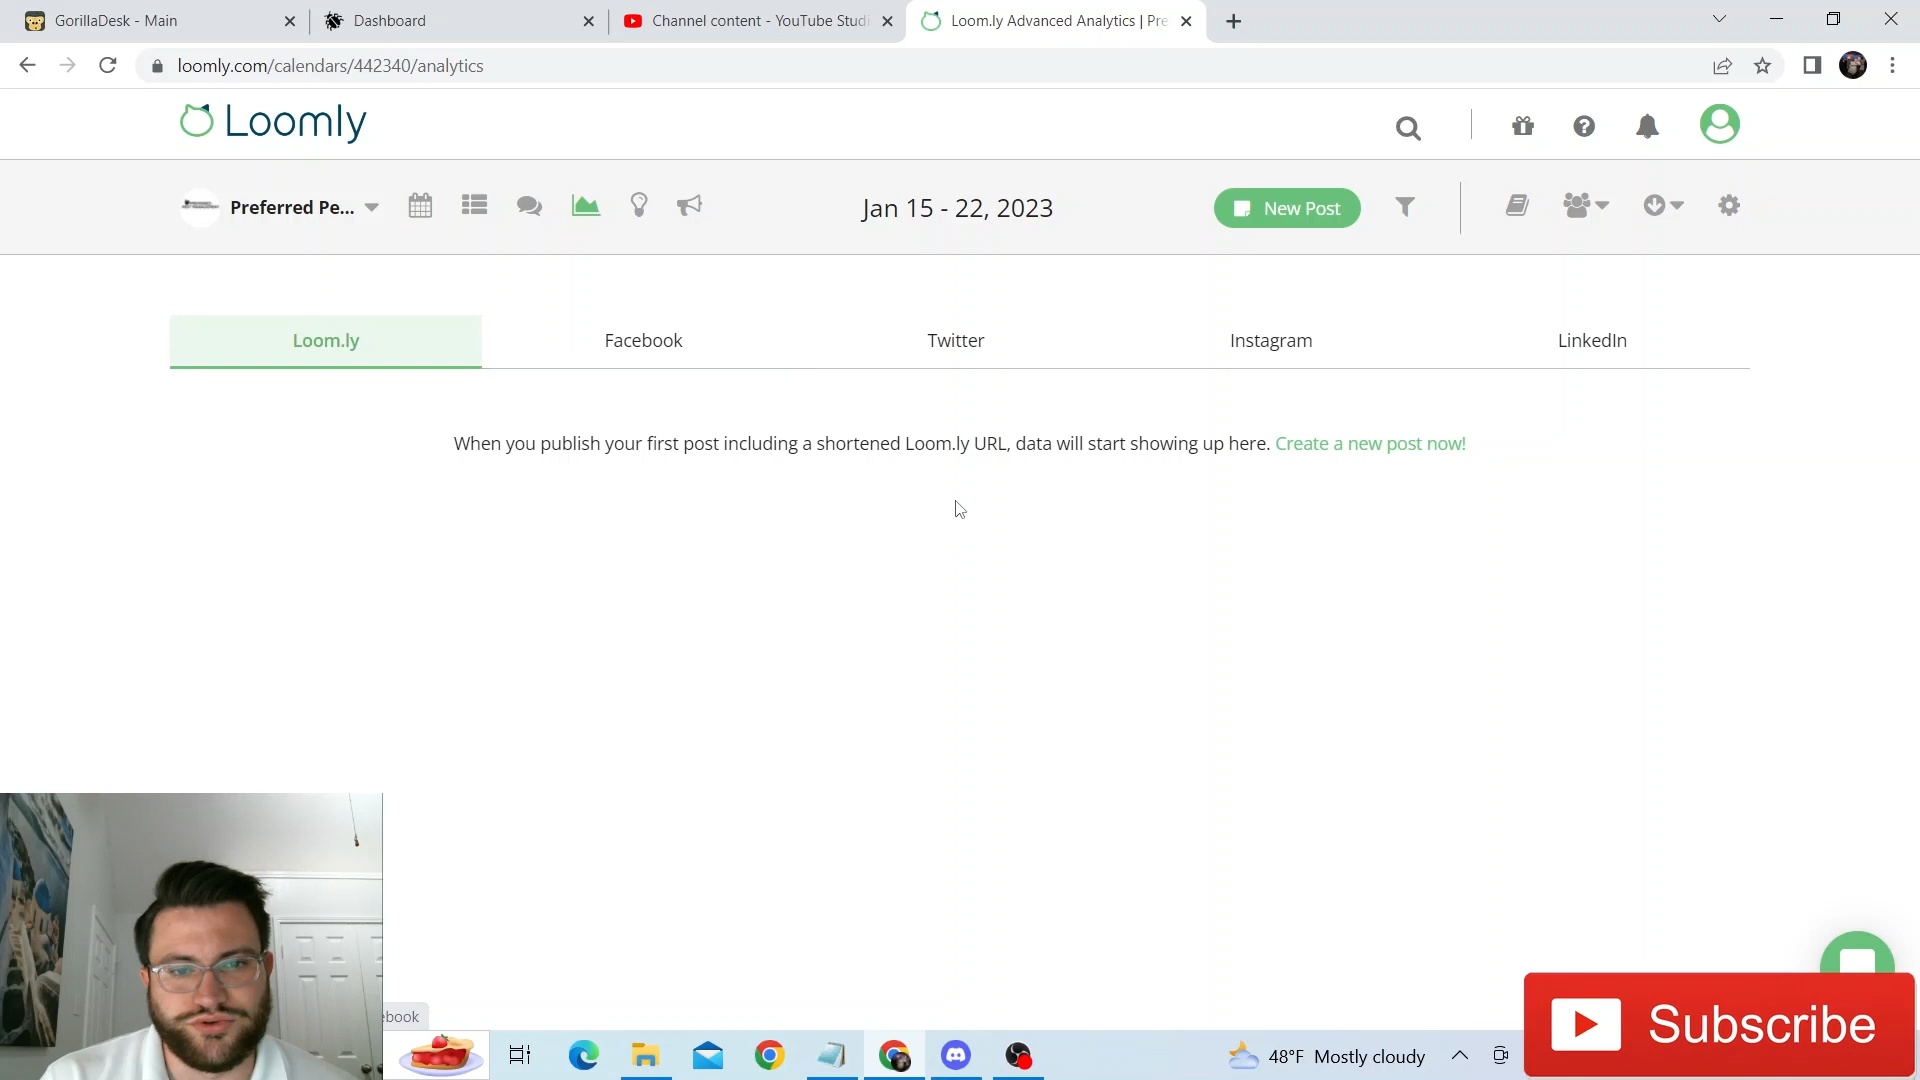 GorillaDesk - Main
Dashboard
Channel content - YouTube Studi
Loom.ly Advanced Analytics | Pre
loomly.com/calendars/442340/analytics
Loomly
Preferred Pe...
Jan 15 - 22, 2023
New Post
Loom.ly
Facebook
Twitter
Instagram
LinkedIn
When you publish your first post including a shortened Loom.ly URL, data will start showing up here. Create a new post now!
ebook
48°F Mostly cloudy
Subscribe